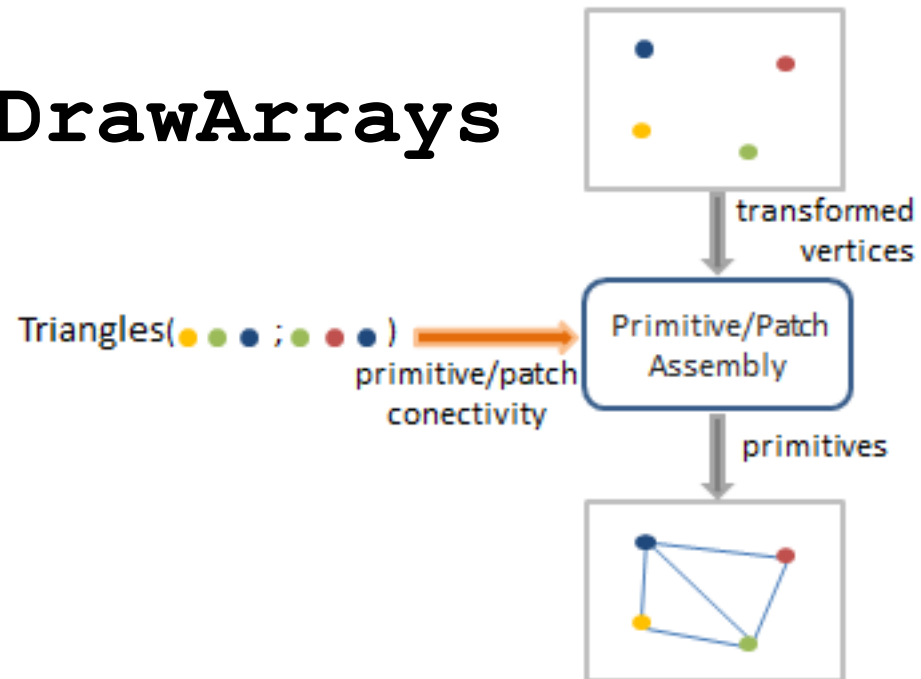 DrawArrays
transformed
vertices
Triangles( ; )
Primitive/Patch
Assembly
primitive/patch
conectivity
primitives